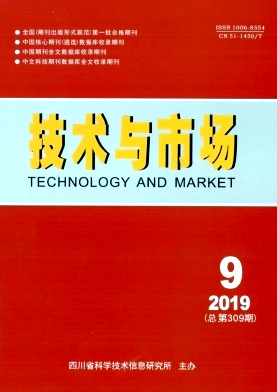 ISSN 1006-8554
CN 51-1450/T
● 全国《期刊出版形式规范》第一批合格期刊
● 中国核心期刊(遴选)数据库收录期刊
● 中国期刊全文数据库收录期刊
● 中文科技期刊数据库全文收录期刊
技术与市场
TECHNOLOGY AND MARKET
9
2019
(总第309期)
四川省科学技术信息研究所 主办